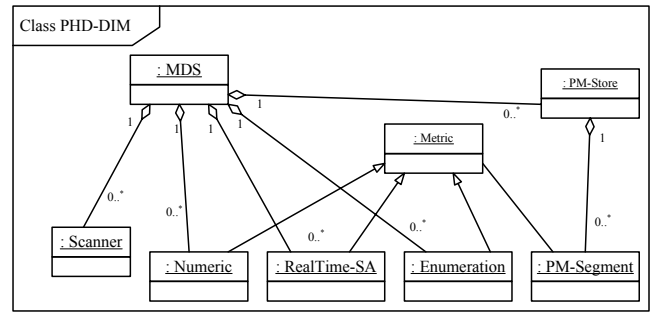 Class PHD-DIM
: MDS
: PM-Store
1
0..*
1
1
1
1
1
: Metric
0..*
0..*
0..*
0..*
0..*
: Scanner
: Numeric
: RealTime-SA
: Enumeration
: PM-Segment